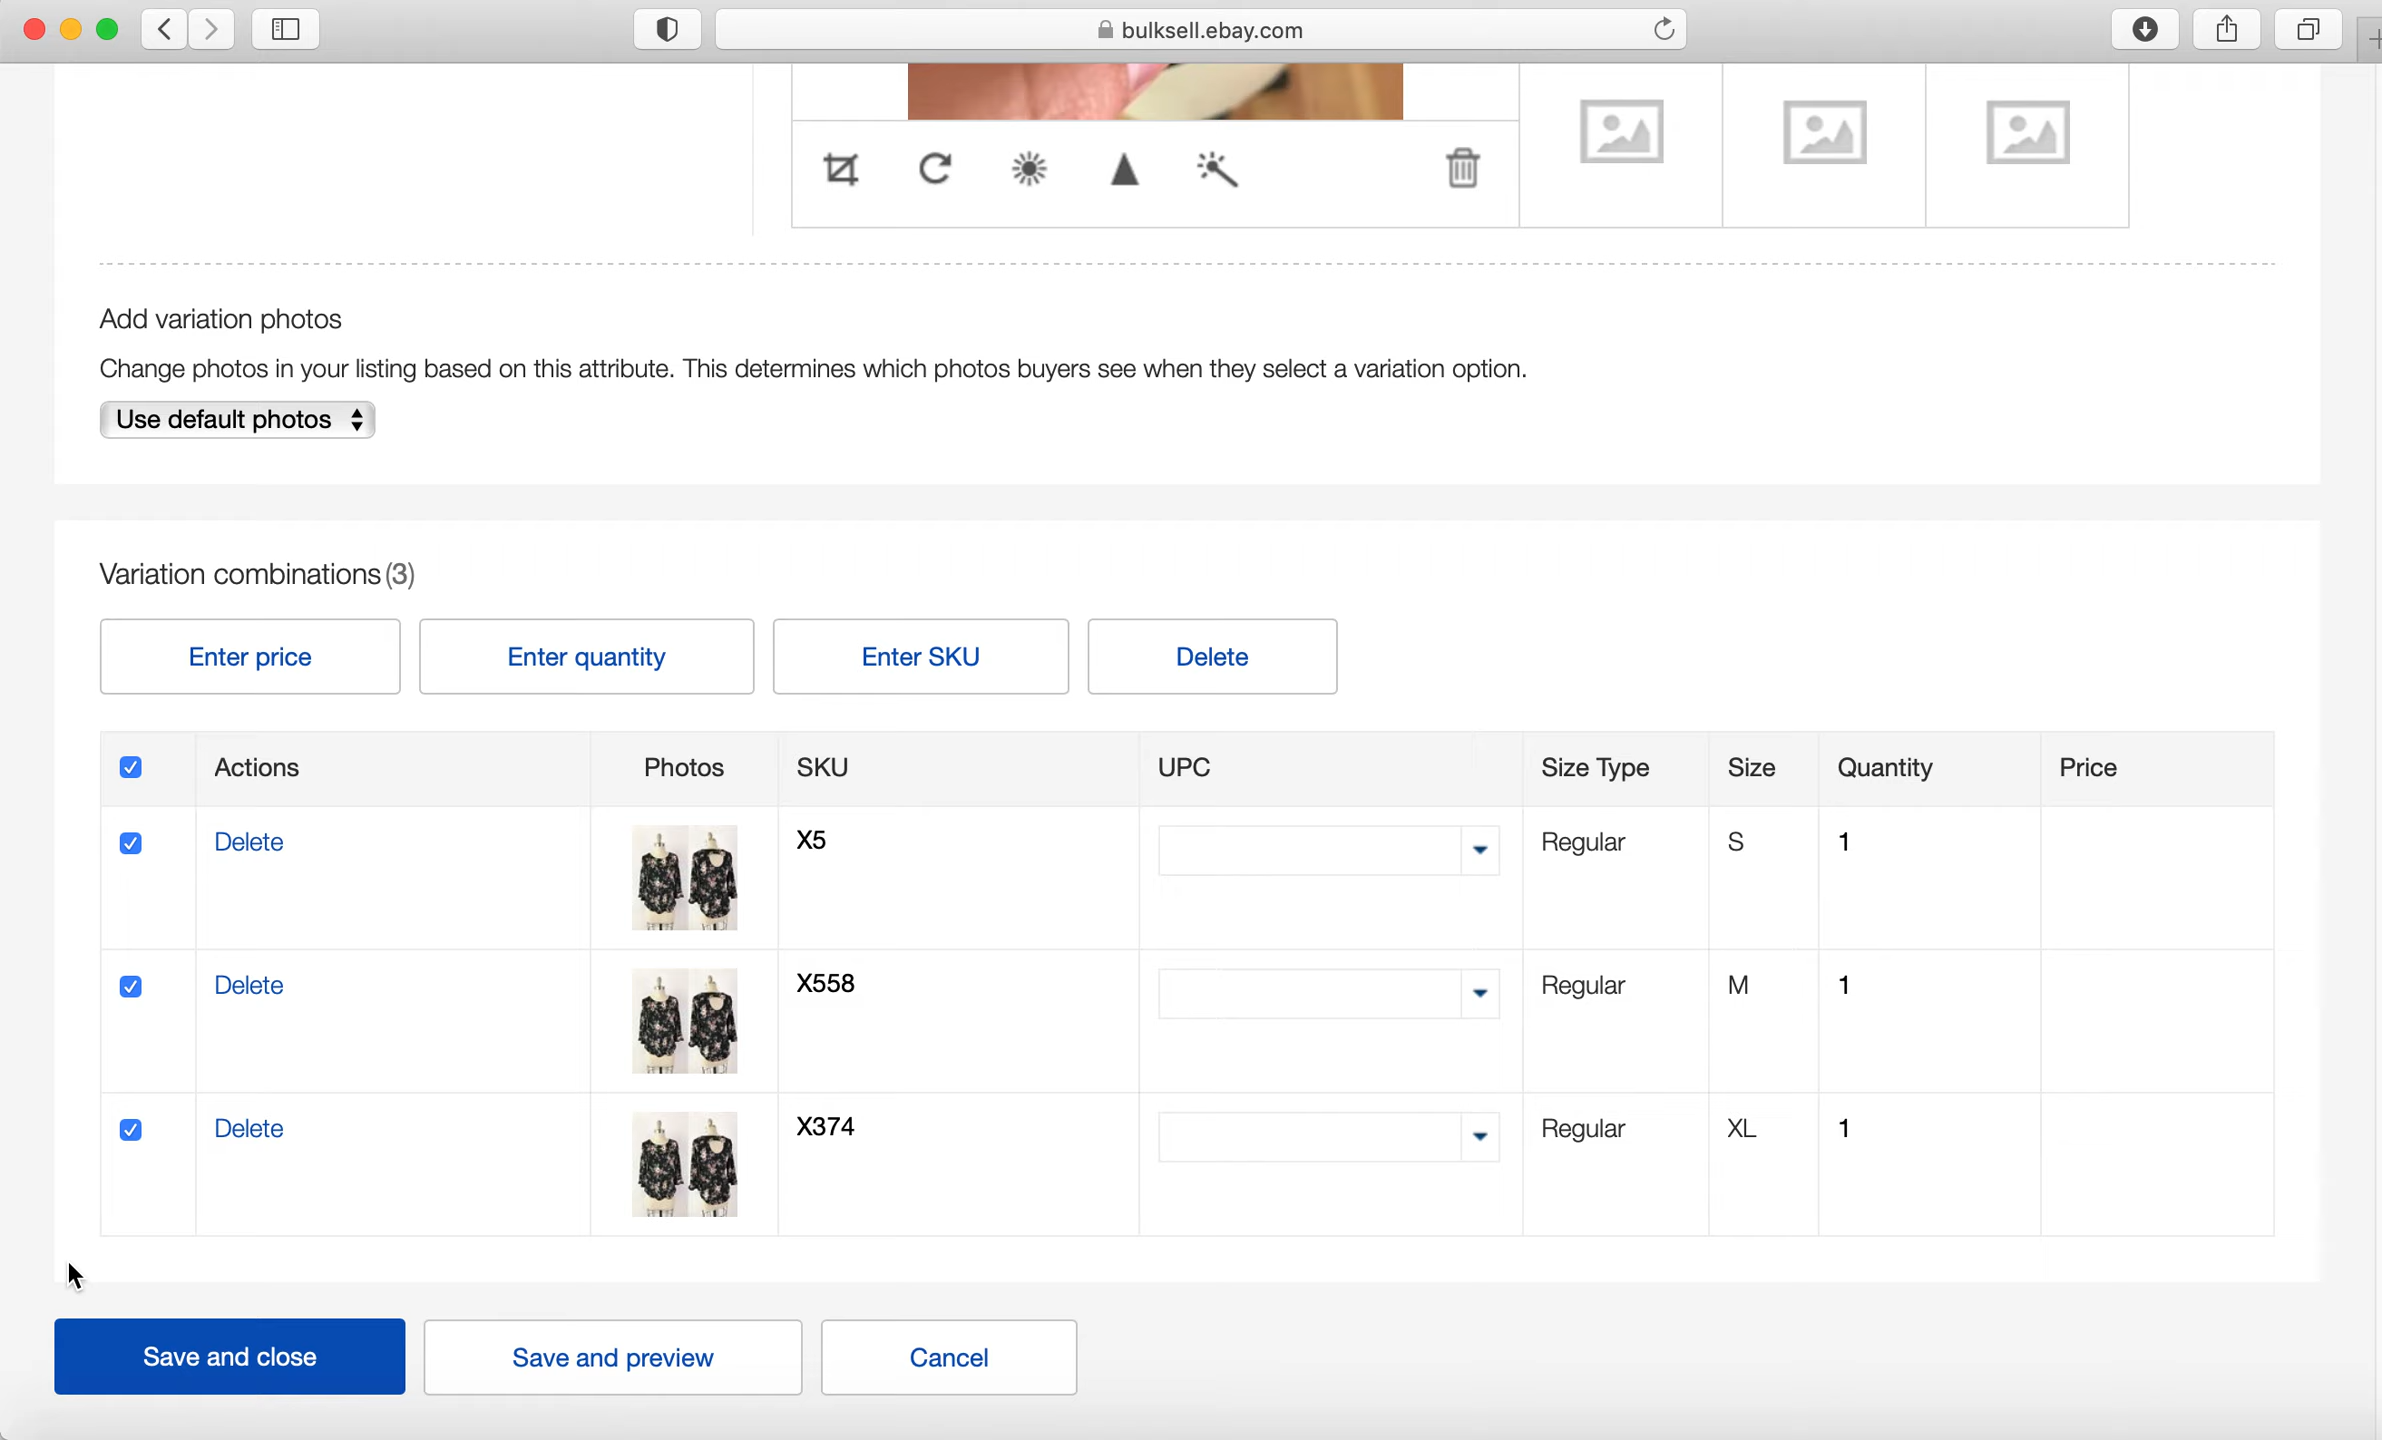 bulksell.ebay.com
Add variation photos
Change photos in your listing based on this attribute. This determines which photos buyers see when they select a variation option.
Use default photos
Variation combinations (3)
Enter price Enter quantity Enter SKU Delete
Actions Photos SKU UPC Size Type Size Quantity Price
Delete X5 Regular S 1
Delete X558 Regular M 1
Delete X374 Regular XL 1
Save and close Save and preview Cancel